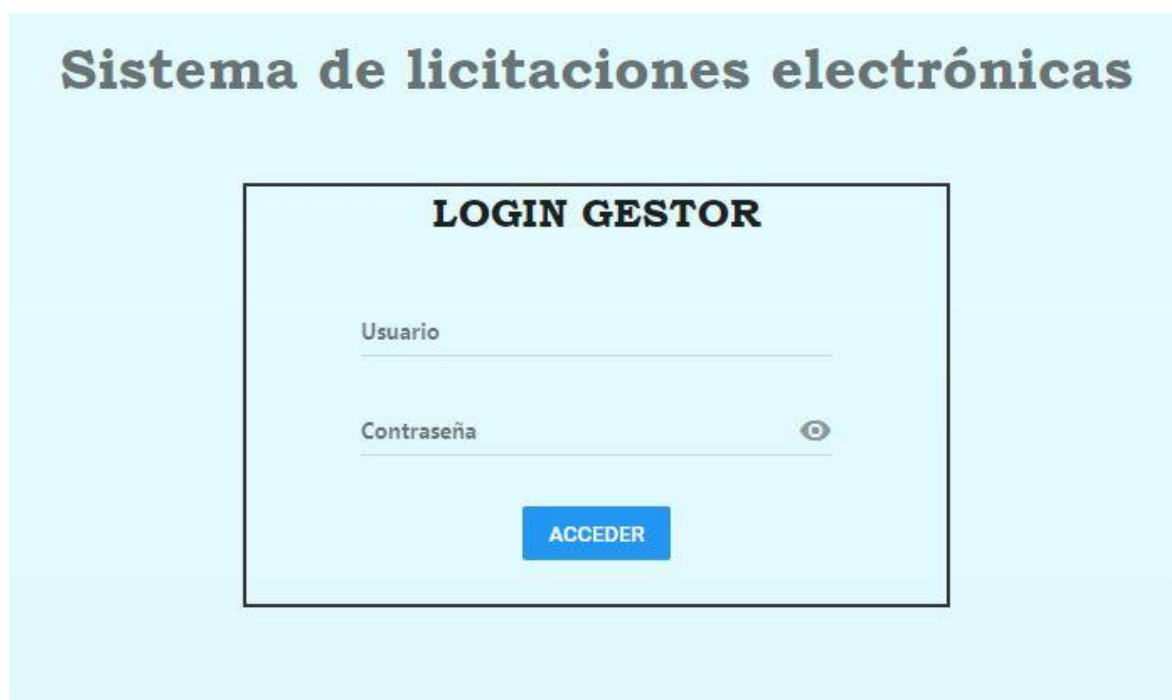 Sistema de licitaciones electrónicas
LOGIN GESTOR
Usuario
Contraseña
ACCEDER